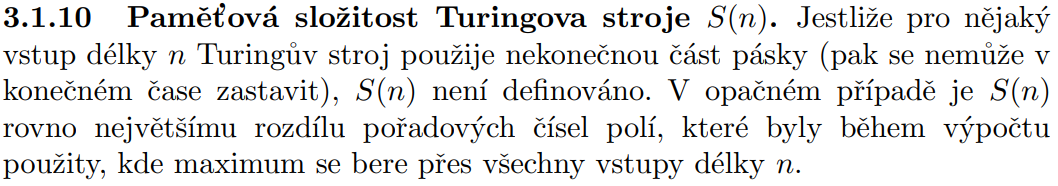 3.1.10 Paměťová složitost Turingova stroje S(n). Jestliže pro nějaký
vstup délky n Turingův stroj použije nekonečnou část pásky (pak se nemůže v
konečném čase zastavit), S(n) není definováno. V opačném případě je S(n)
rovno největšímu rozdílu pořadových čísel polí, které byly během výpočtu
použity, kde maximum se bere přes všechny vstupy délky n.